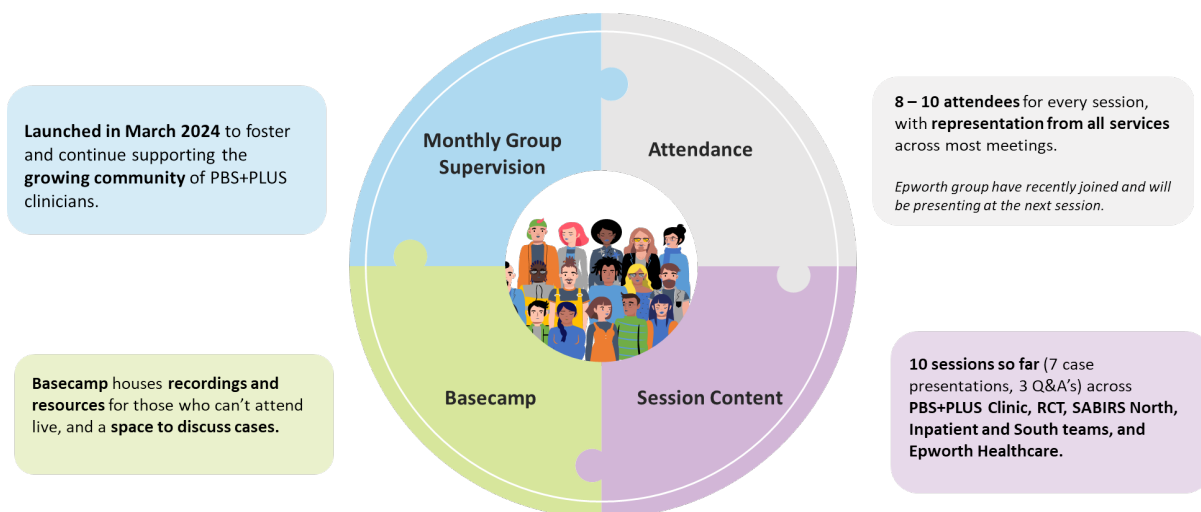 Launched in March 2024 to foster
and continue supporting the
growing community of PBS+PLUS
clinicians.
Monthly Group
Supervision
Attendance
8 – 10 attendees for every session,
with representation from all services
across most meetings.
Epworth group have recently joined and will
be presenting at the next session.
Basecamp houses recordings and
resources for those who can't attend
live, and a space to discuss cases.
Basecamp
Session Content
10 sessions so far (7 case
presentations, 3 Q&A's) across
PBS+PLUS Clinic, RCT, SABIRS North,
Inpatient and South teams, and
Epworth Healthcare.